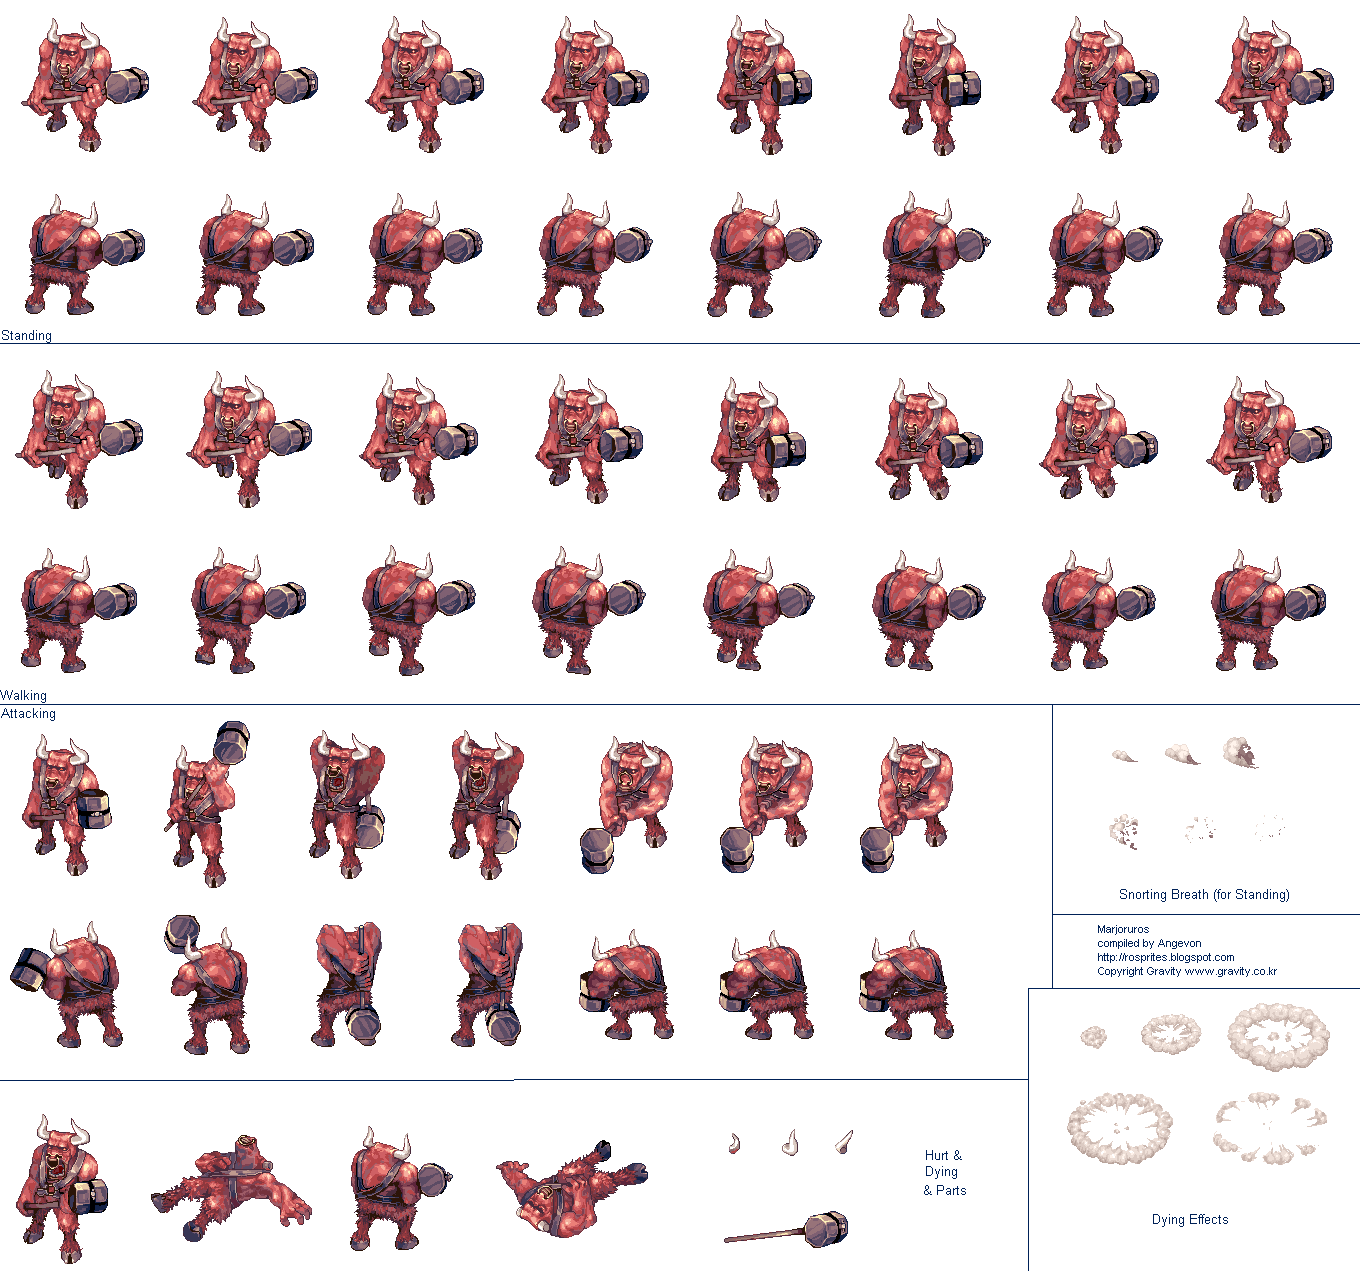 Standing
Walking
Attacking
Snorting Breath (for Standing)
Marjoruros
compiled by Angevon
http://rosprites.blogspot.com
Copyright Gravity www.gravity.co.kr
Hurt &
Dying
& Parts
Dying Effects